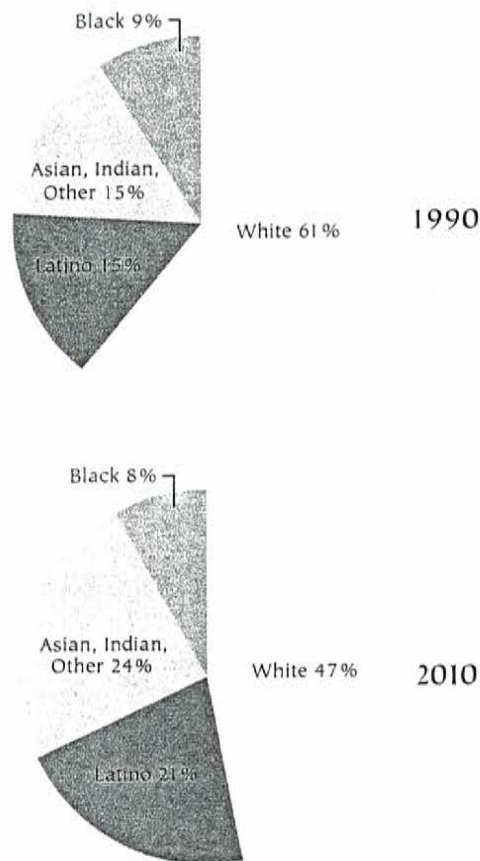 Black 9%
Asian, Indian,
Other 15%
White 61%
1990
Latino 15%
Black 8%
Asian, Indian,
Other 24%
White 47%
2010
Latino 21%